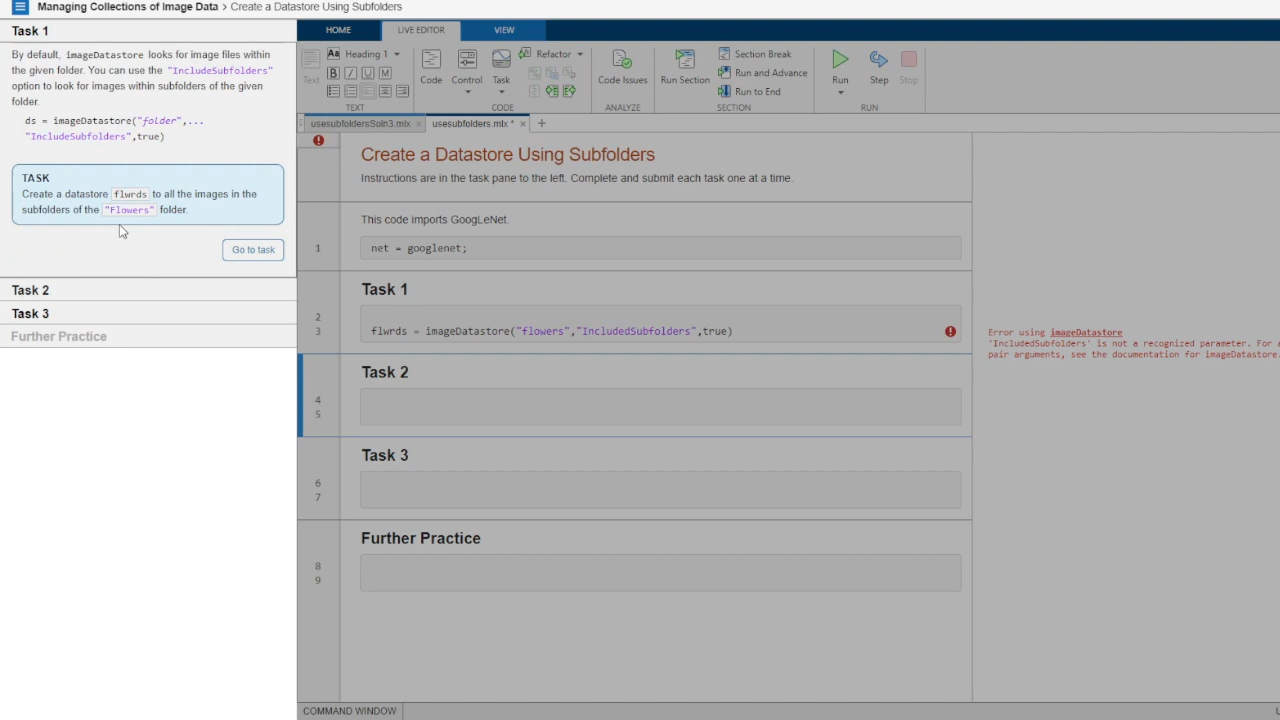 Managing Collections of Image Data > Create a Datastore Using Subfolders
Task 1
By default, imageDatastore looks for image files within
the given folder. You can use the "IncludeSubfolders"
option to look for images within subfolders of the given
folder.
ds = imageDatastore("folder",...
"IncludeSubfolders",true)
TASK
Create a datastore flwrds to all the images in the
subfolders of the "Flowers" folder.
Go to task
Task 2
Task 3
Further Practice
HOME
LIVE EDITOR
VIEW
Text
Aa Heading 1
B I U M
TEXT
Code
Control
Task
Refactor
CODE
Code Issues
ANALYZE
Run Section
Section Break
Run and Advance
Run to End
SECTION
Run
Step
Stop
RUN
usesubfoldersSoln3.mlx ×
usesubfolders.mlx * ×
+
Create a Datastore Using Subfolders
Instructions are in the task pane to the left. Complete and submit each task one at a time.
This code imports GoogLeNet.
1 net = googlenet;
Task 1
2
3 flwrds = imageDatastore("flowers","IncludedSubfolders",true)
Error using imageDatastore
'IncludedSubfolders' is not a recognized parameter. For a
pair arguments, see the documentation for imageDatastore.
Task 2
4
5
Task 3
6
7
Further Practice
8
9
COMMAND WINDOW